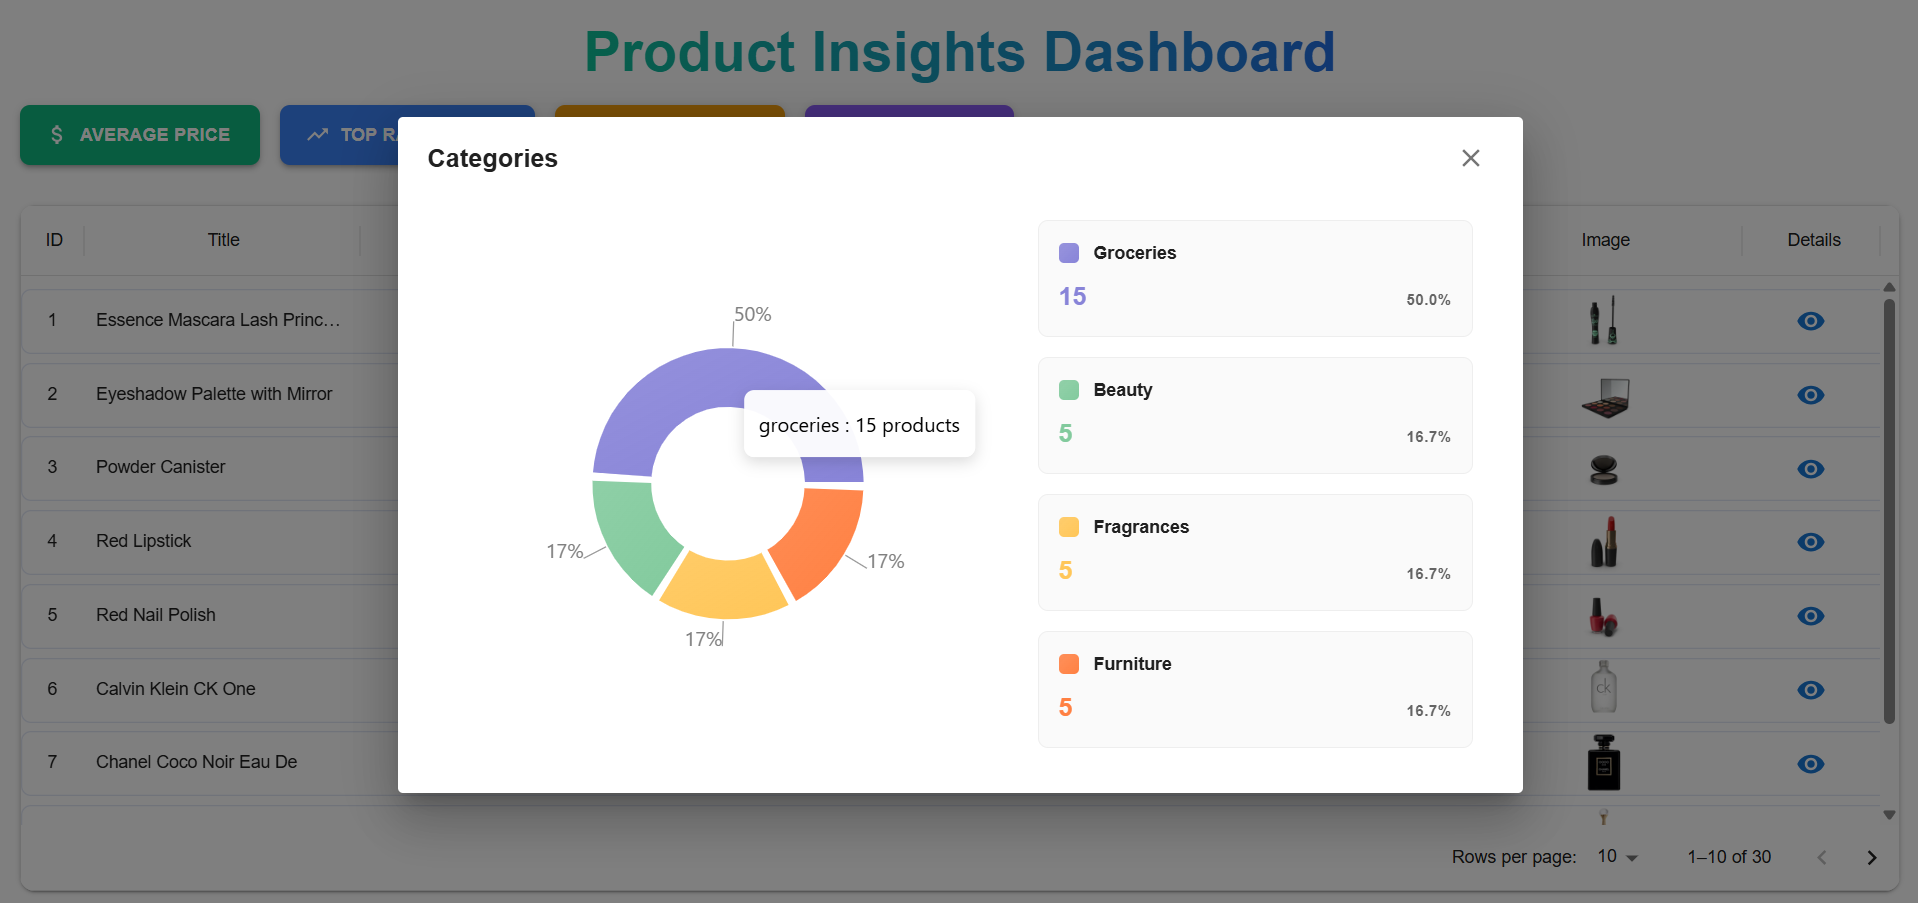 Product Insights Dashboard
AVERAGE PRICE
TOP RA
Categories
ID
Title
Image
Details
1
Essence Mascara Lash Princ…
2
Eyeshadow Palette with Mirror
3
Powder Canister
4
Red Lipstick
5
Red Nail Polish
6
Calvin Klein CK One
7
Chanel Coco Noir Eau De
50%
groceries : 15 products
17%
17%
17%
Groceries
15
50.0%
Beauty
5
16.7%
Fragrances
5
16.7%
Furniture
5
16.7%
ck
Rows per page:
10
1–10 of 30